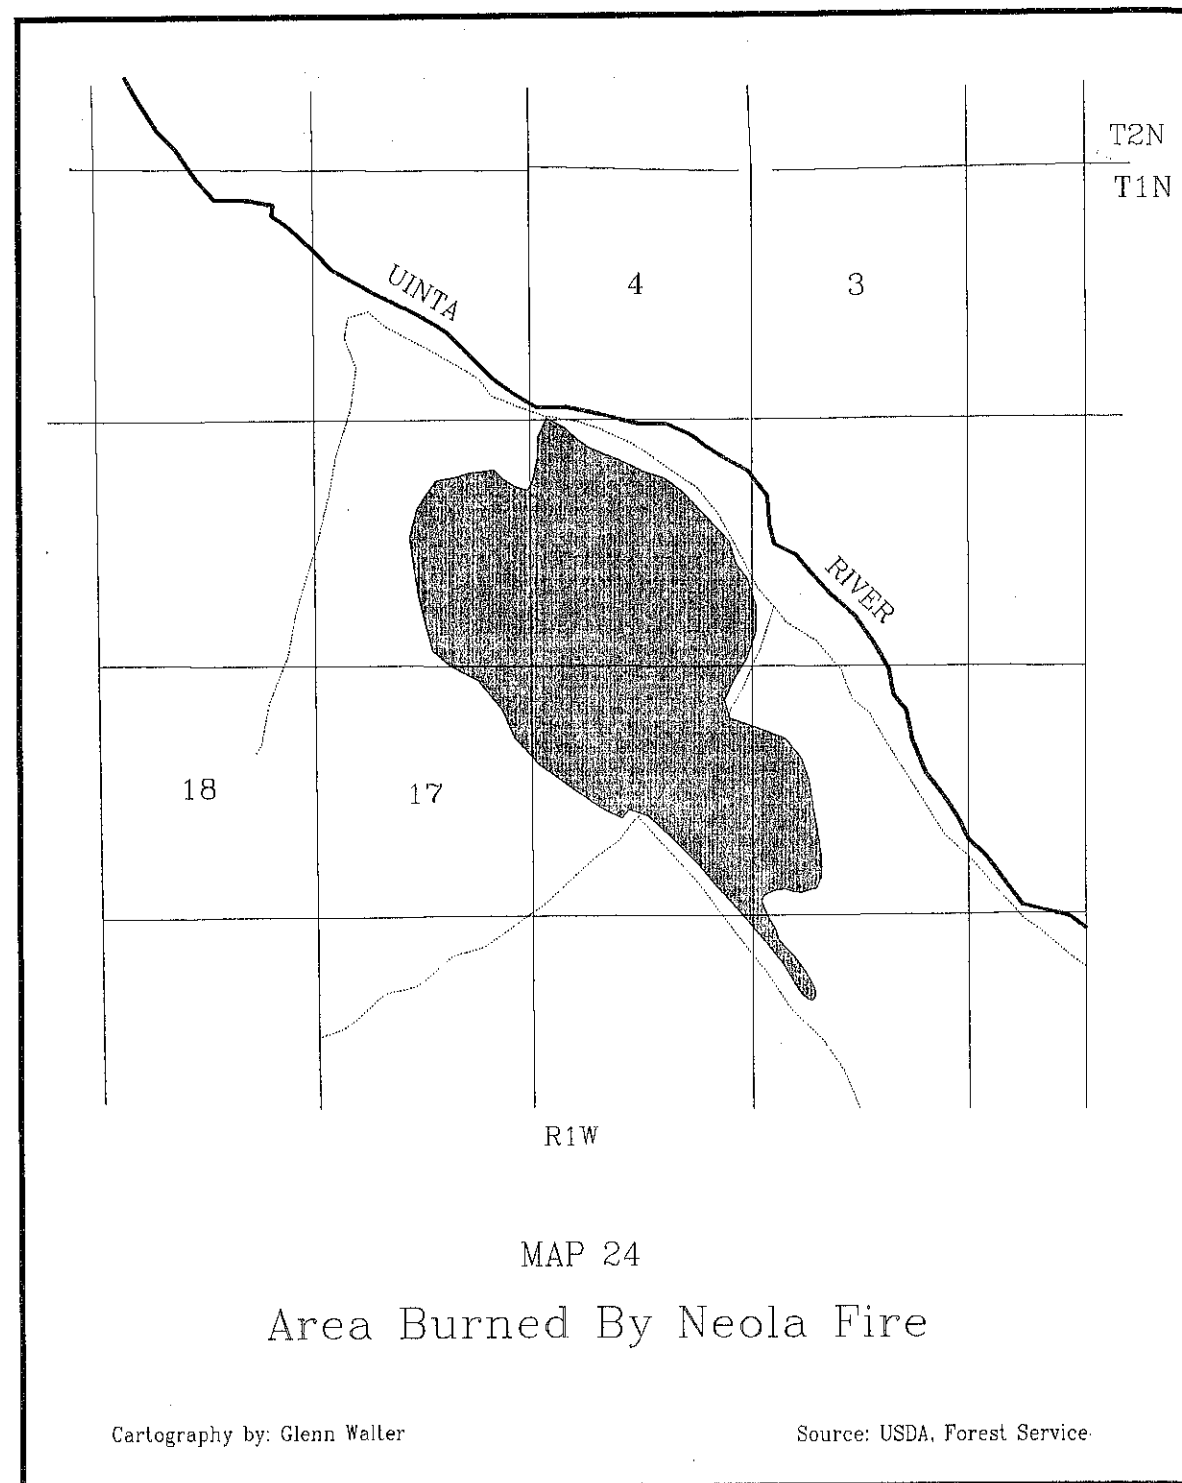 T2N
T1N
UINTA
4
3
RIVER
18
17
R1W
MAP 24
Area Burned By Neola Fire
Cartography by: Glenn Waller
Source: USDA, Forest Service